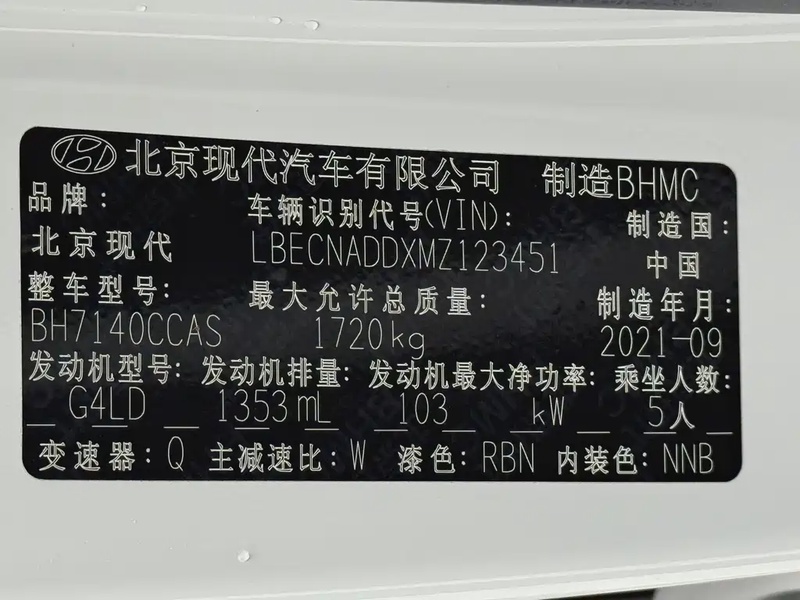 北京现代汽车有限公司 制造BHMC
品牌: 车辆识别代号(VIN): 制造国:
北京现代 LBECNADDXMZ123451 中国
整车型号: 最大允许总质量: 制造年月:
BH7140CCAS 1720kg 2021-09
发动机型号: 发动机排量: 发动机最大净功率: 乘坐人数:
G4LD 1353mL 103 kW 5人
变速器: Q 主减速比: W 漆色: RBN 内装色: NNB